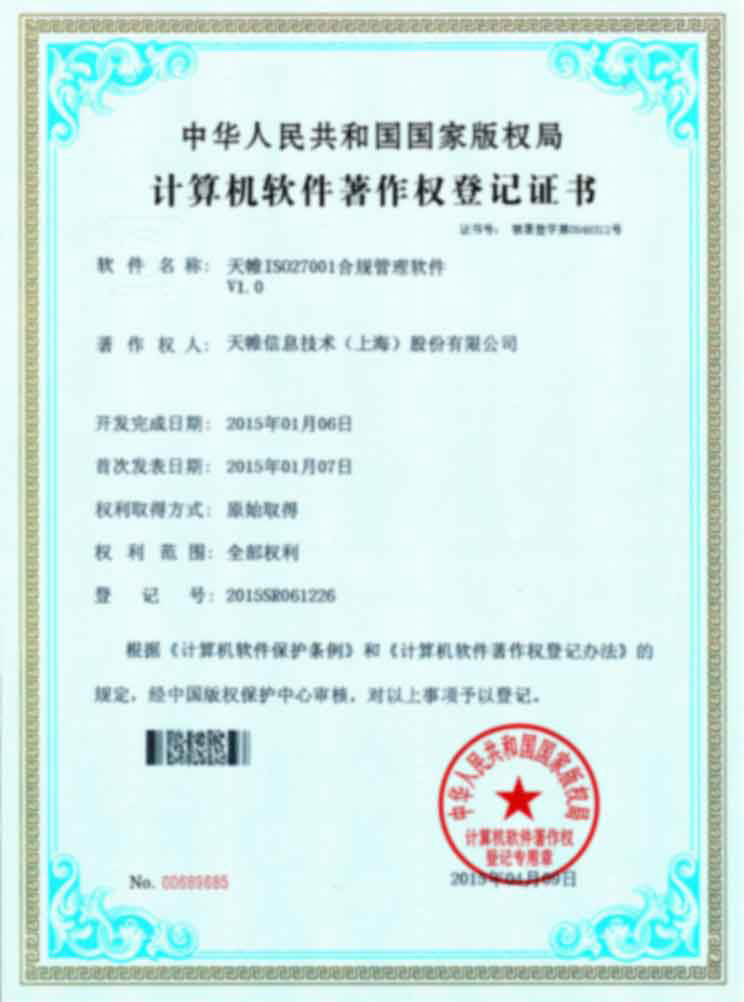 中华人民共和国国家版权局
计算机软件著作权登记证书
证书号： 软著登字第0948312号
软件名称： 天帷ISO27001合规管理软件
V1.0
著作权人： 天帷信息技术（上海）股份有限公司
开发完成日期： 2015年01月06日
首次发表日期： 2015年01月07日
权利取得方式： 原始取得
权利范围： 全部权利
登记号： 2015SR061226
根据《计算机软件保护条例》和《计算机软件著作权登记办法》的
规定，经中国版权保护中心审核，对以上事项予以登记。
中华人民共和国国家版权局
计算机软件著作权
登记专用章
No. 00689685
2015年04月09日